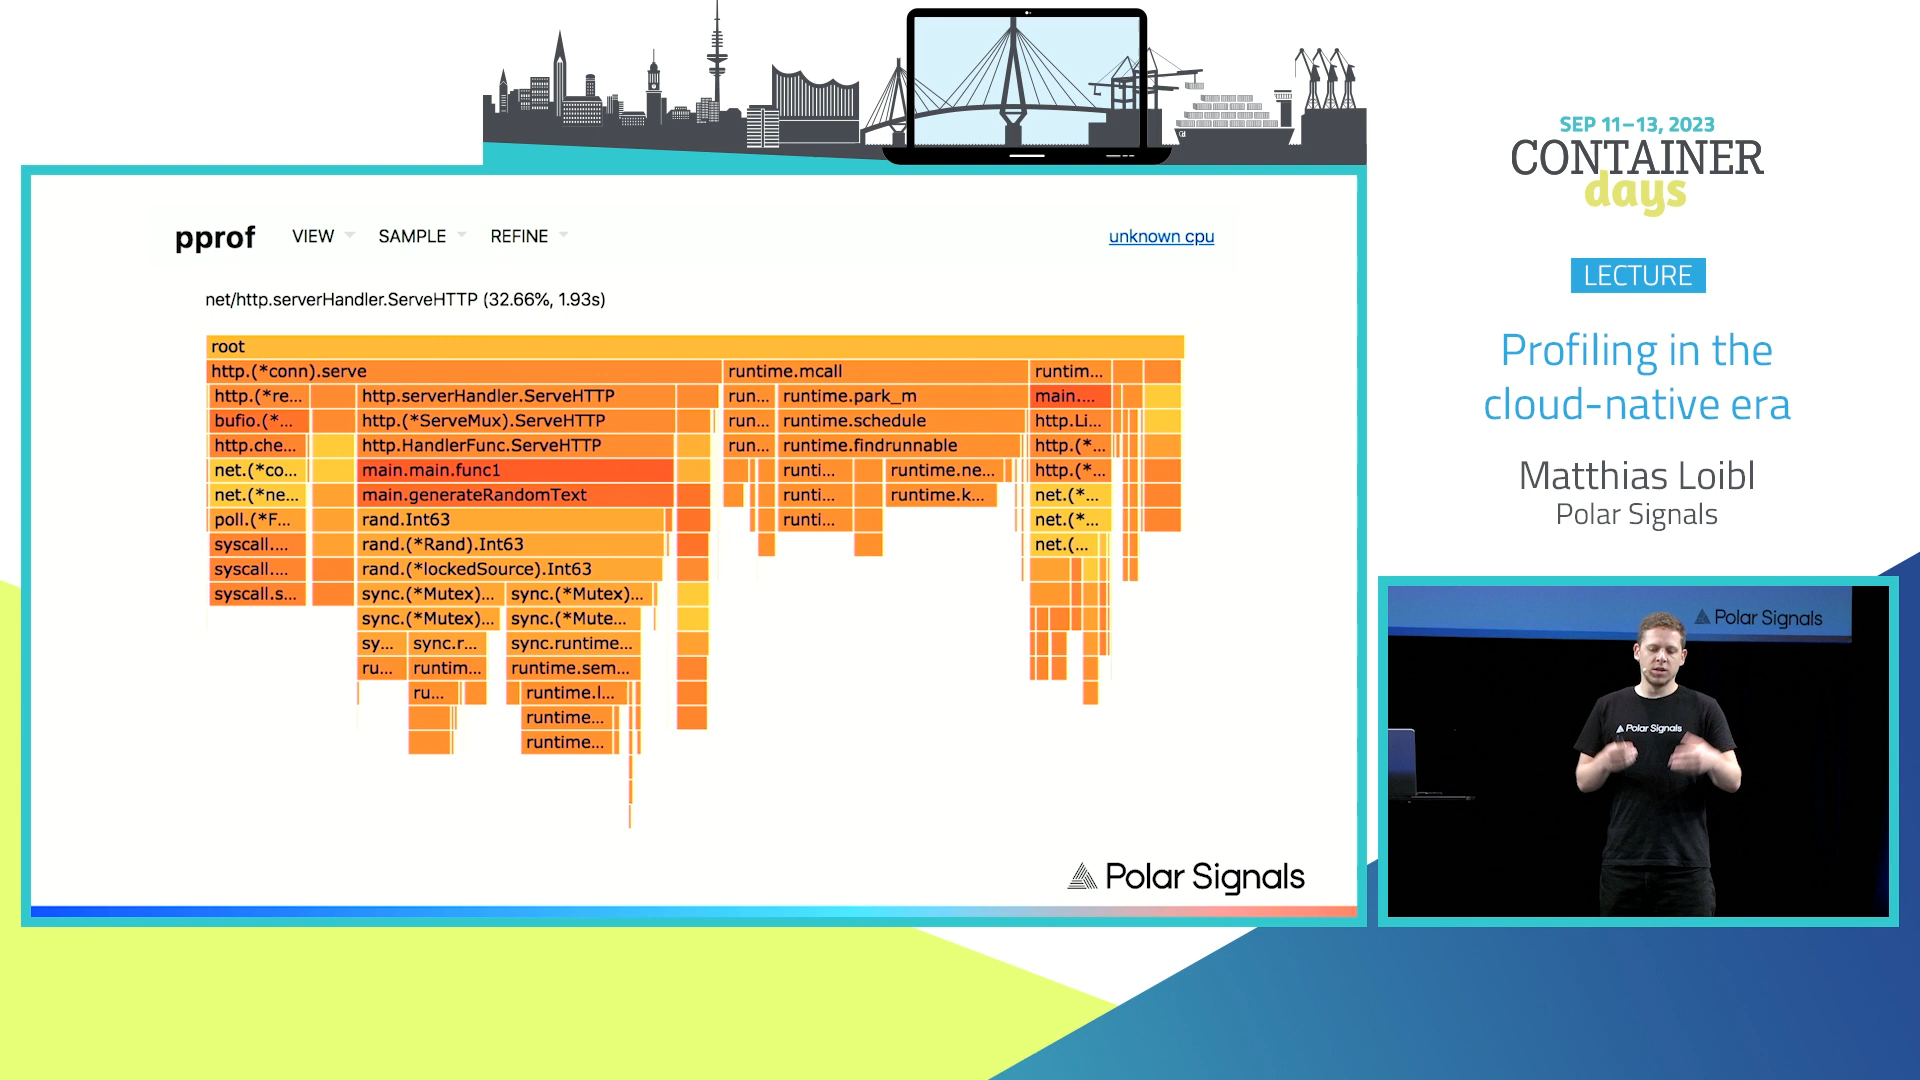 SEP 11–13, 2023
CONTAINER
days
LECTURE
Profiling in the
cloud-native era
Matthias Loibl
Polar Signals
pprof VIEW SAMPLE REFINE unknown cpu
net/http.serverHandler.ServeHTTP (32.66%, 1.93s)
root
http.(*conn).serve runtime.mcall runtim...
http.(*re... http.serverHandler.ServeHTTP run... runtime.park_m main....
bufio.(*... http.(*ServeMux).ServeHTTP run... runtime.schedule http.Li...
http.che... http.HandlerFunc.ServeHTTP run... runtime.findrunnable http.(*...
net.(*co... main.main.func1 runti... runtime.ne... http.(*...
net.(*ne... main.generateRandomText runti... runtime.k... net.(*...
poll.(*F... rand.Int63 runti... net.(*...
syscall.... rand.(*Rand).Int63 net.(...
syscall.... rand.(*lockedSource).Int63
syscall.s... sync.(*Mutex)... sync.(*Mutex)...
sync.(*Mutex)... sync.(*Mute...
sy... sync.r... sync.runtime...
ru... runtim... runtime.sem...
ru... runtime.l...
runtime...
runtime...
Polar Signals
Polar Signals
Polar Signals